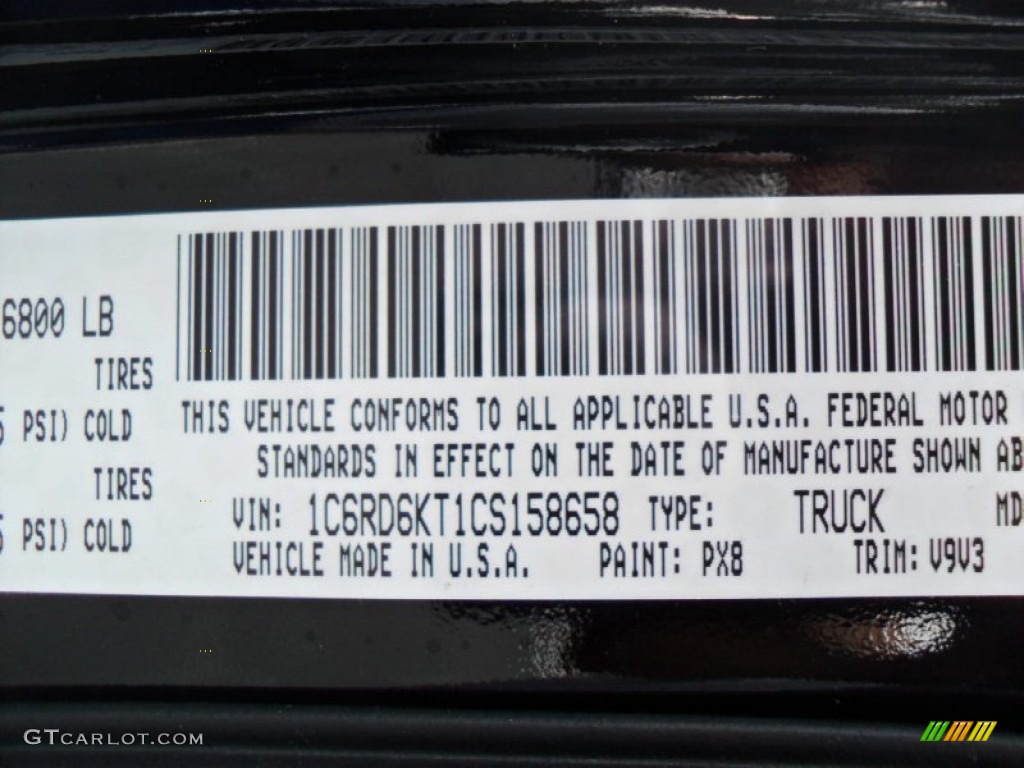 6800 LB
TIRES
PSI) COLD
TIRES
PSI) COLD
THIS VEHICLE CONFORMS TO ALL APPLICABLE U.S.A. FEDERAL MOTOR
STANDARDS IN EFFECT ON THE DATE OF MANUFACTURE SHOWN AB
VIN: 1C6RD6KT1CS158658 TYPE: TRUCK MD
VEHICLE MADE IN U.S.A. PAINT: PX8 TRIM: V9V3
GTCARLOT.COM